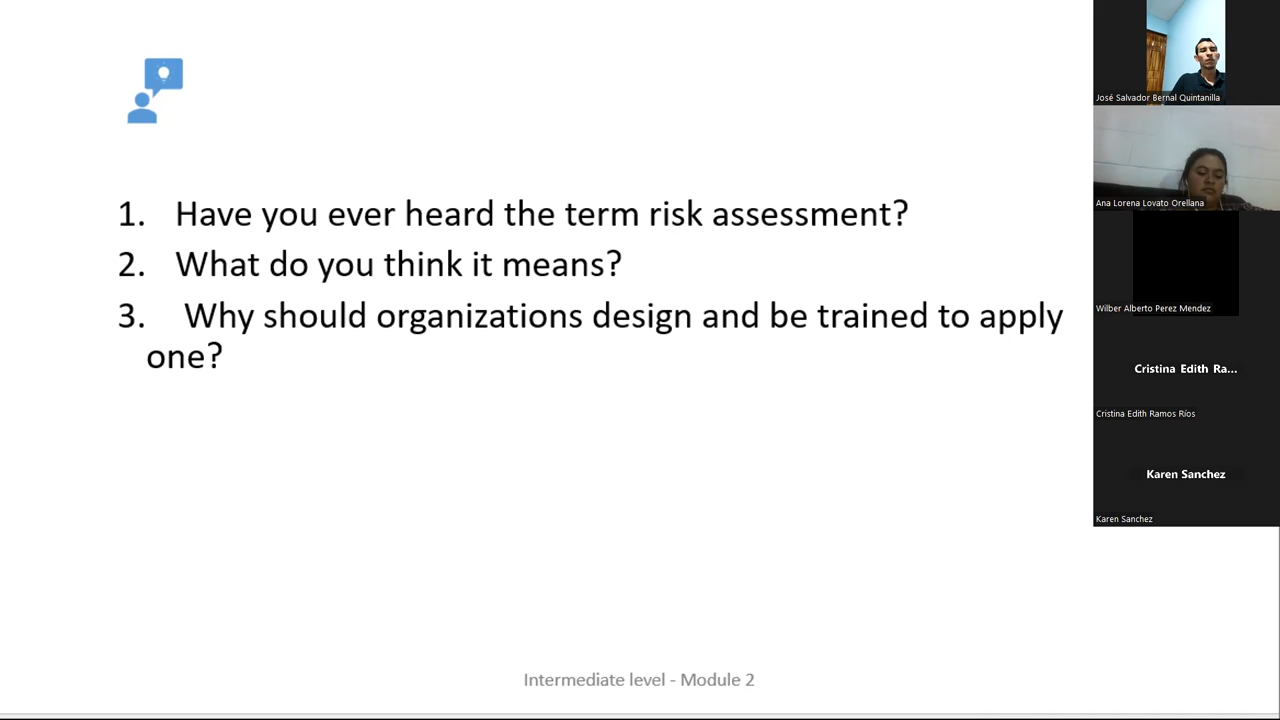 1. Have you ever heard the term risk assessment?
2. What do you think it means?
3. Why should organizations design and be trained to apply
one?
Intermediate level - Module 2
José Salvador Bernal Quintanilla
Ana Lorena Lovato Orellana
Wilber Alberto Perez Mendez
Cristina Edith Ra...
Cristina Edith Ramos Ríos
Karen Sanchez
Karen Sanchez